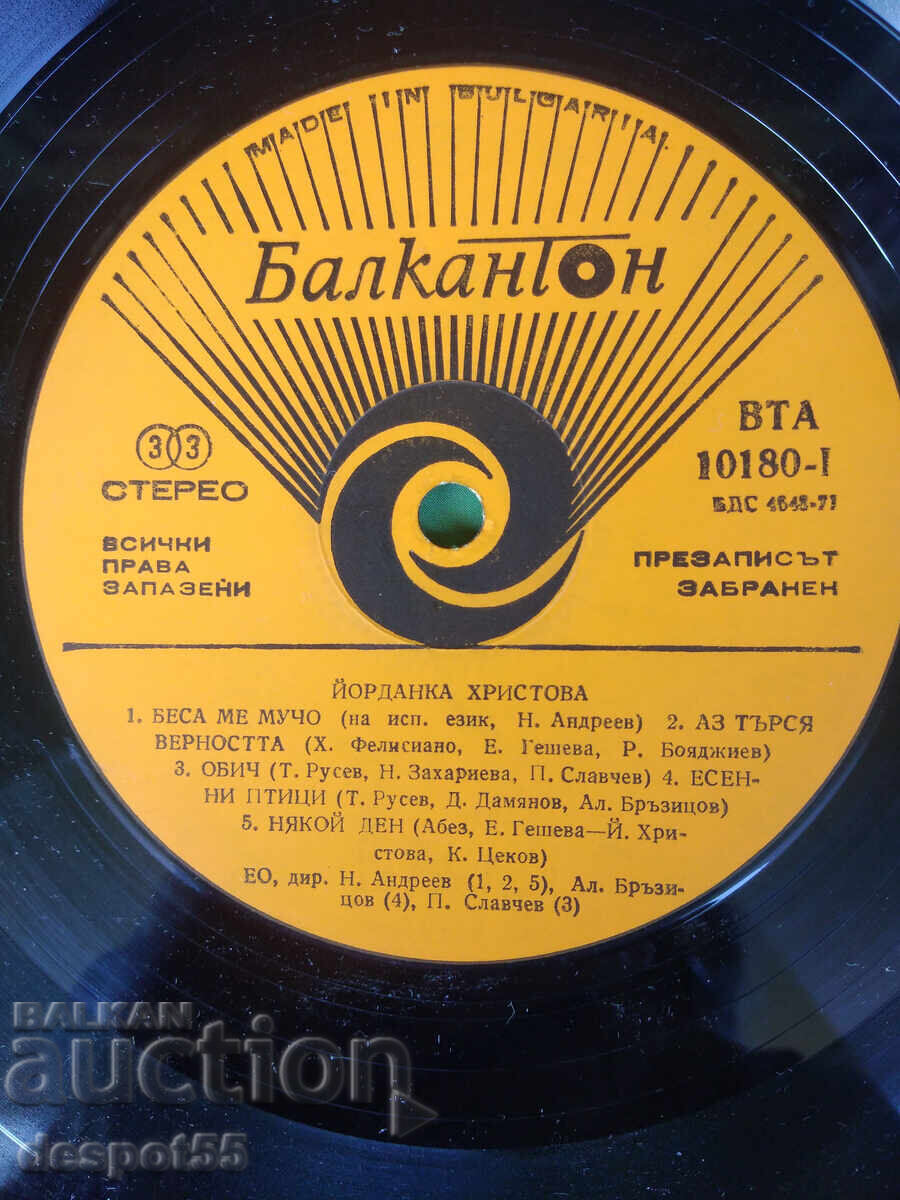 MADE IN BULGARIA.
БалканТон
33
СТЕРЕО
ВТА
10180-I
БДС 4645-71
ВСИЧКИ
ПРАВА
ЗАПАЗЕНИ
ПРЕЗАПИСЪТ
ЗАБРАНЕН
ЙОРДАНКА ХРИСТОВА
1. БЕСА МЕ МУЧО (на исп. език, Н. Андреев) 2. АЗ ТЪРСЯ
ВЕРНОСТТА (Х. Фелисиано, Е. Гешева, Р. Бояджиев)
3. ОБИЧ (Т. Русев, Н. Захариева, П. Славчев) 4. ЕСЕН-
НИ ПТИЦИ (Т. Русев, Д. Дамянов, Ал. Бръзицов)
5. НЯКОЙ ДЕН (Абез, Е. Гешева—Й. Хри-
стова, К. Цеков)
ЕО, дир. Н. Андреев (1, 2, 5), Ал. Бръзи-
цов (4), П. Славчев (3)
BALKAN
auction
despot55